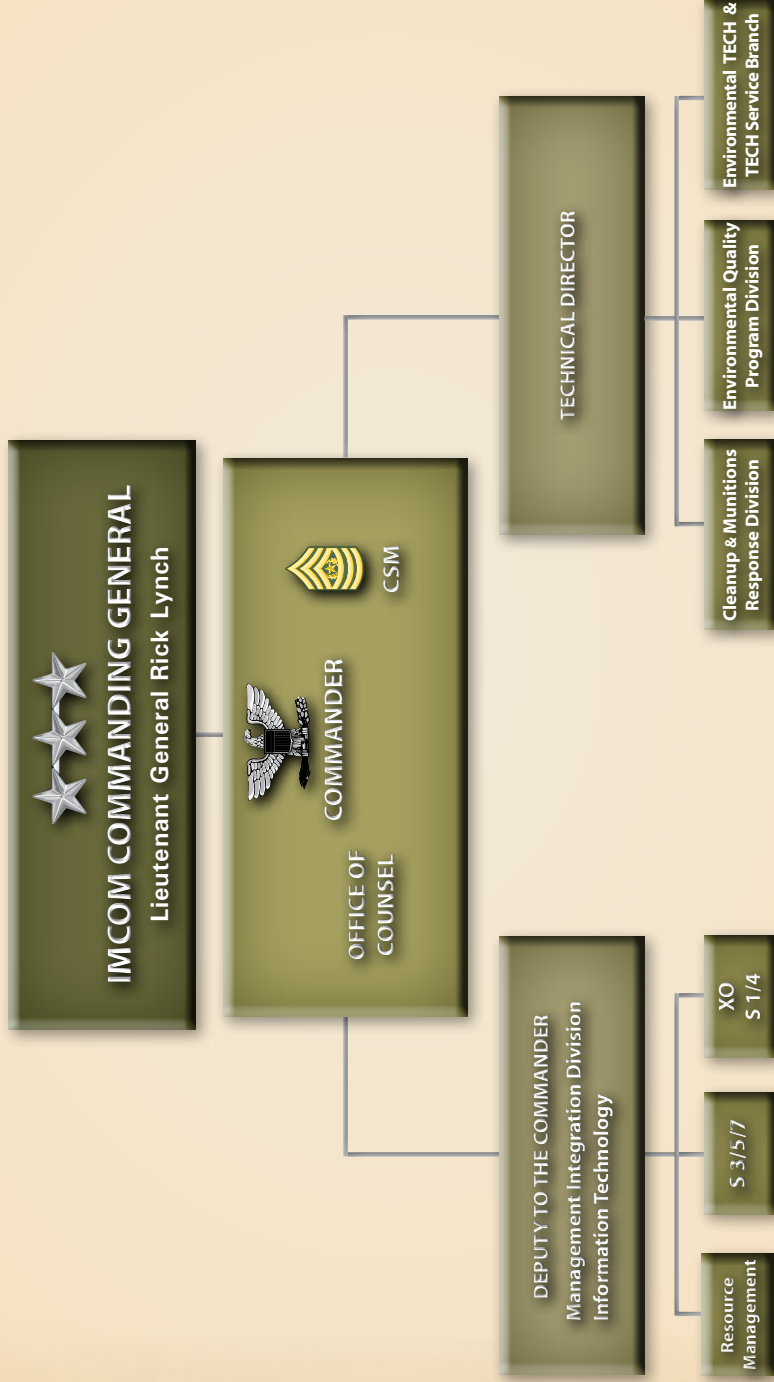 IMCOM COMMANDING GENERAL
Lieutenant General Rick Lynch
OFFICE OF
COUNSEL
COMMANDER
CSM
DEPUTY TO THE COMMANDER
Management Integration Division
Information Technology
TECHNICAL DIRECTOR
Resource
Management
S 3/5/7
XO
S 1/4
Cleanup & Munitions
Response Division
Environmental Quality
Program Division
Environmental TECH &
TECH Service Branch